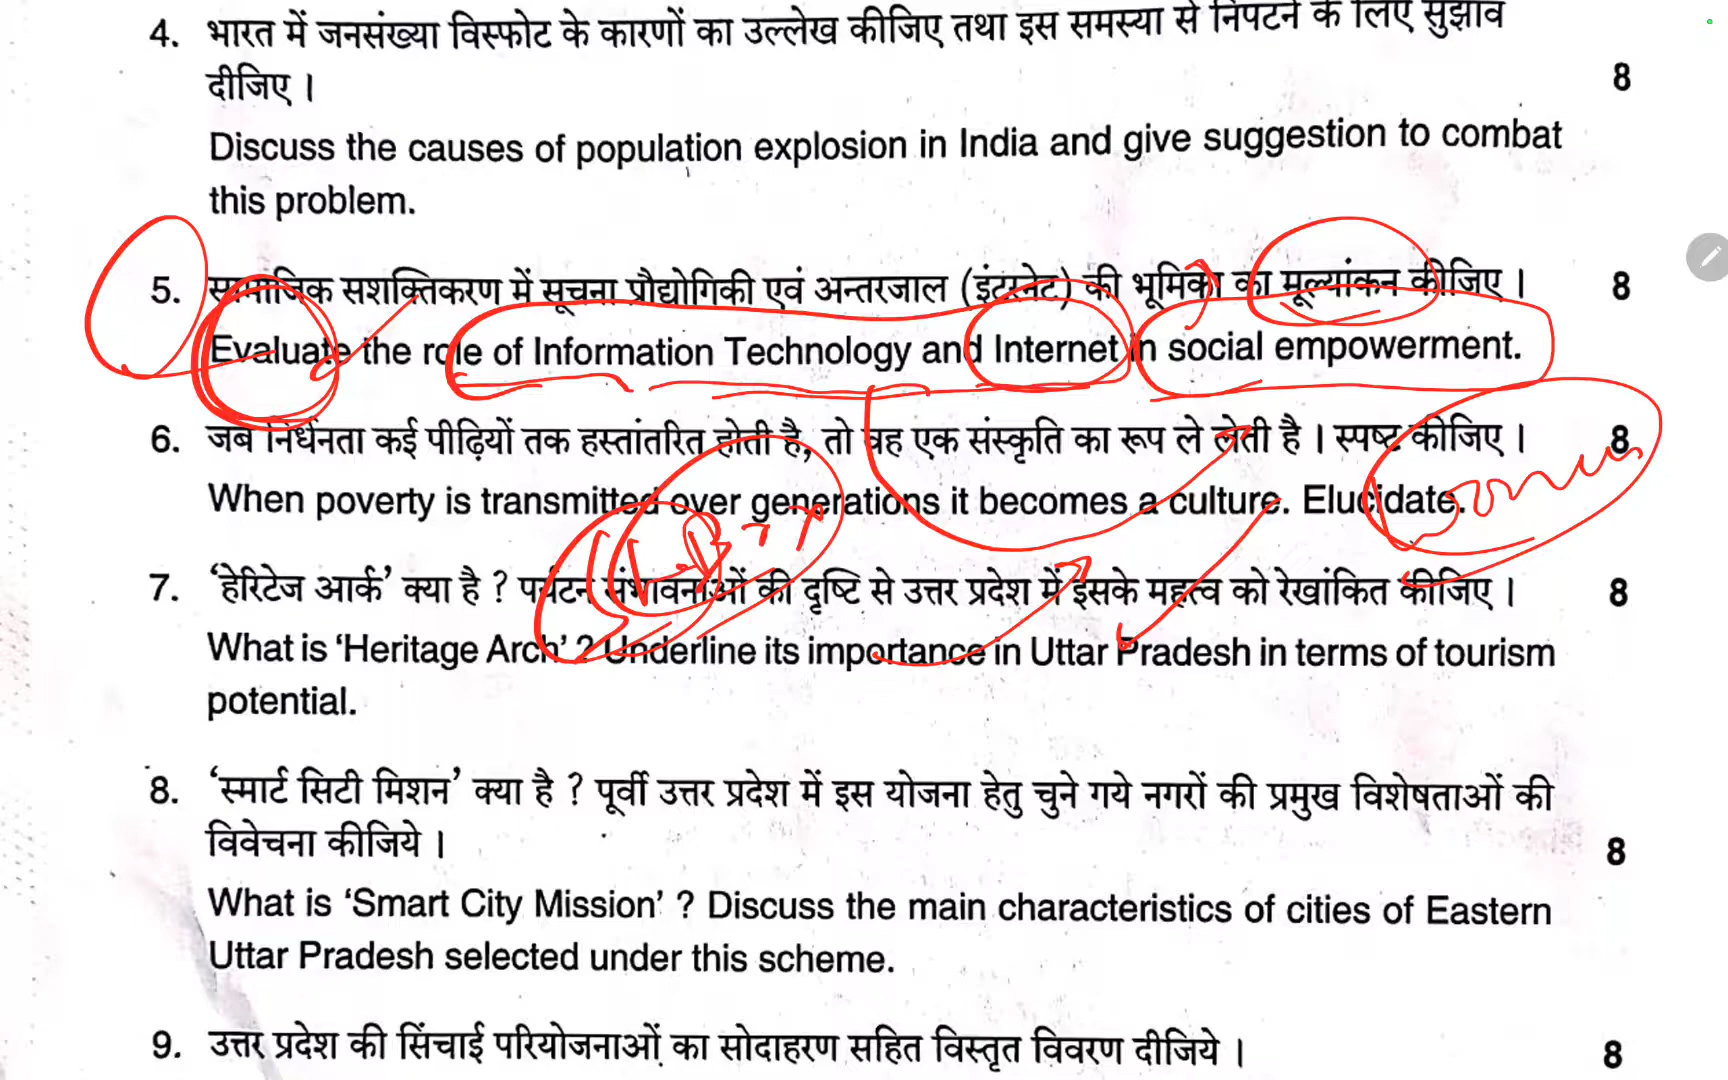 4. भारत में जनसंख्या विस्फोट के कारणों का उल्लेख कीजिए तथा इस समस्या से निपटने के लिए सुझाव
दीजिए । 8
Discuss the causes of population explosion in India and give suggestion to combat
this problem.
5. सामाजिक सशक्तिकरण में सूचना प्रौद्योगिकी एवं अन्तरजाल (इंटरनेट) की भूमिका का मूल्यांकन कीजिए । 8
Evaluate the role of Information Technology and Internet in social empowerment.
6. जब निर्धनता कई पीढ़ियों तक हस्तांतरित होती है, तो वह एक संस्कृति का रूप ले लेती है । स्पष्ट कीजिए । 8
When poverty is transmitted over generations it becomes a culture. Elucidate.
7. ‘हेरिटेज आर्क’ क्या है ? पर्यटन संभावनाओं की दृष्टि से उत्तर प्रदेश में इसके महत्व को रेखांकित कीजिए । 8
What is ‘Heritage Arch’ ? Underline its importance in Uttar Pradesh in terms of tourism
potential.
8. ‘स्मार्ट सिटी मिशन’ क्या है ? पूर्वी उत्तर प्रदेश में इस योजना हेतु चुने गये नगरों की प्रमुख विशेषताओं की
विवेचना कीजिये । 8
What is ‘Smart City Mission’ ? Discuss the main characteristics of cities of Eastern
Uttar Pradesh selected under this scheme.
9. उत्तर प्रदेश की सिंचाई परियोजनाओं का सोदाहरण सहित विस्तृत विवरण दीजिये । 8